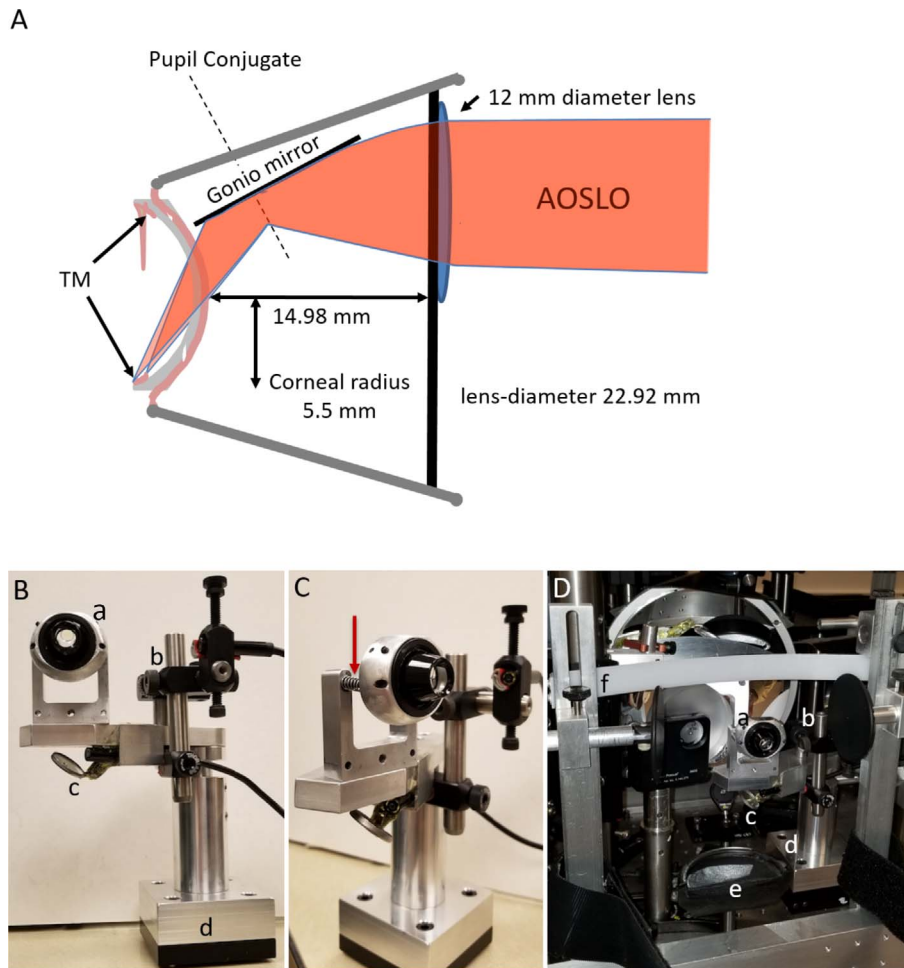 A
Pupil Conjugate
12 mm diameter lens
Gonio mirror
AOSLO
TM
14.98 mm
Corneal radius
5.5 mm
lens-diameter 22.92 mm
B
a
b
c
d
C
D
f
a
b
c
d
e